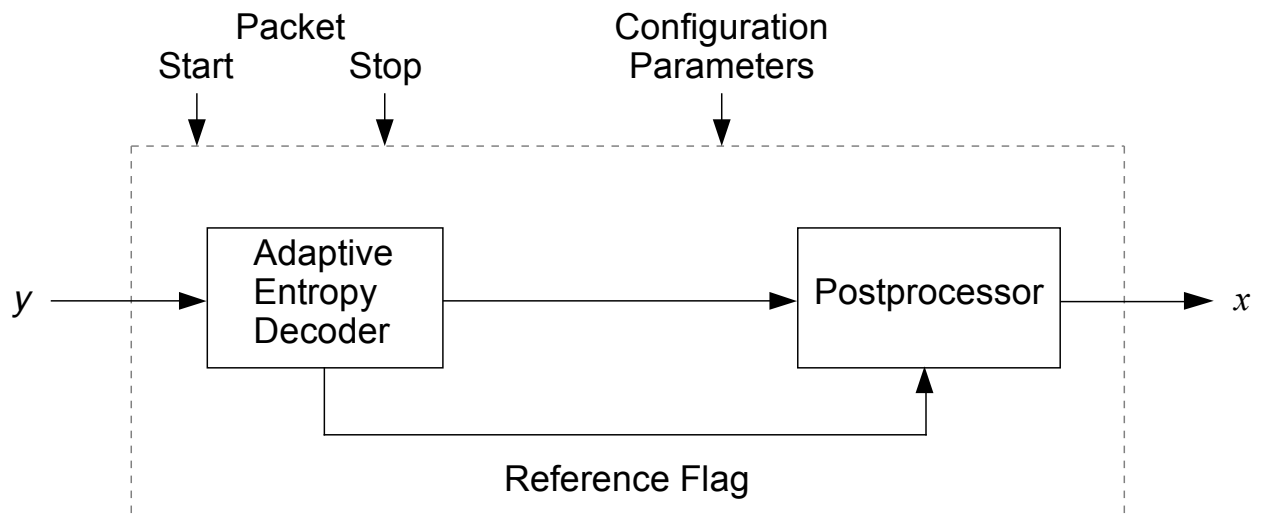 Packet
Start Stop
Configuration
Parameters
Adaptive
Entropy
Decoder
Postprocessor
y
x
Reference Flag